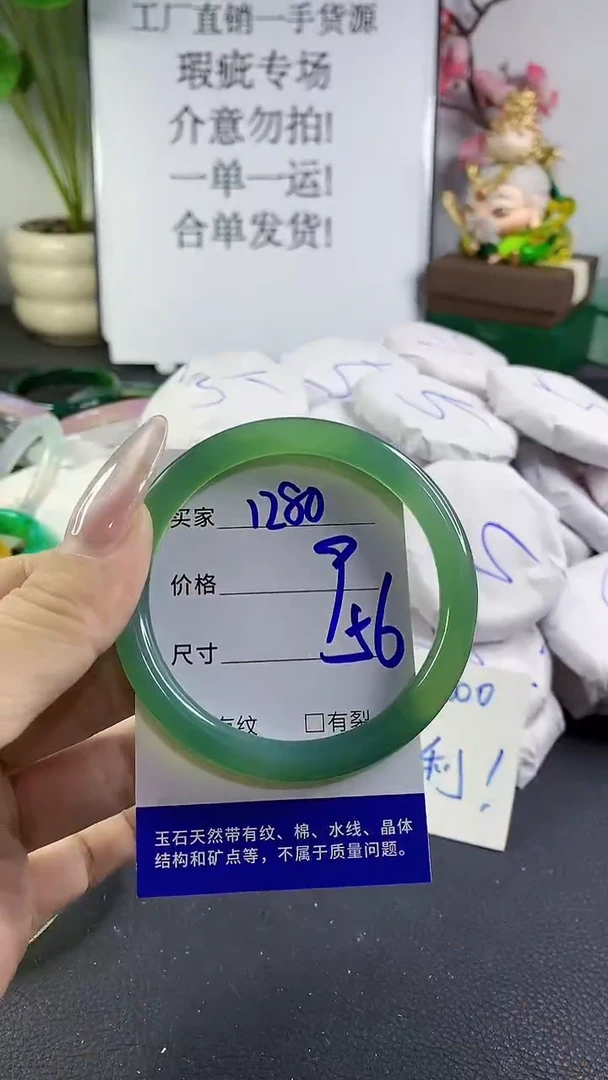 工厂直销一手货源
瑕疵专场
介意勿拍!
一单一运!
合单发货!
买家 1280
价格
尺寸 56
有纹 □有裂
利!
玉石天然带有纹、棉、水线、晶体
结构和矿点等，不属于质量问题。